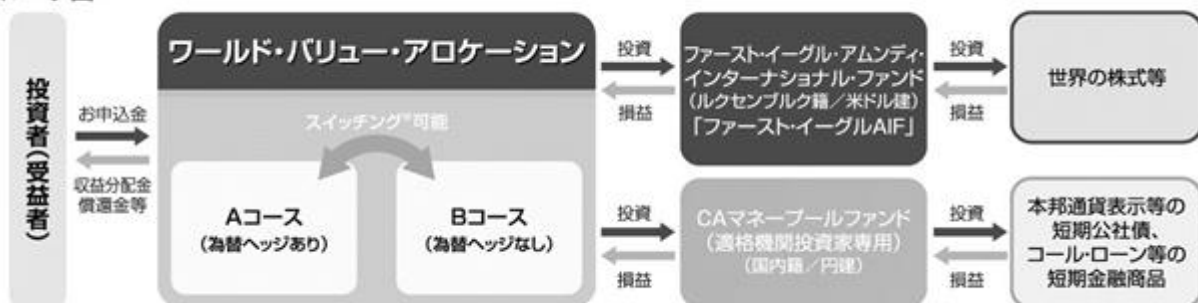 投資者(受益者)
お申込金
収益分配金
償還金等
ワールド・バリュー・アロケーション
スイッチング※可能
Aコース
(為替ヘッジあり)
Bコース
(為替ヘッジなし)
投資
損益
ファースト・イーグル・アムンディ・
インターナショナル・ファンド
(ルクセンブルク籍/米ドル建)
「ファースト・イーグルAIF」
投資
損益
世界の株式等
投資
損益
CAマネープールファンド
(適格機関投資家専用)
(国内籍/円建)
投資
損益
本邦通貨表示等の
短期公社債、
コール・ローン等の
短期金融商品